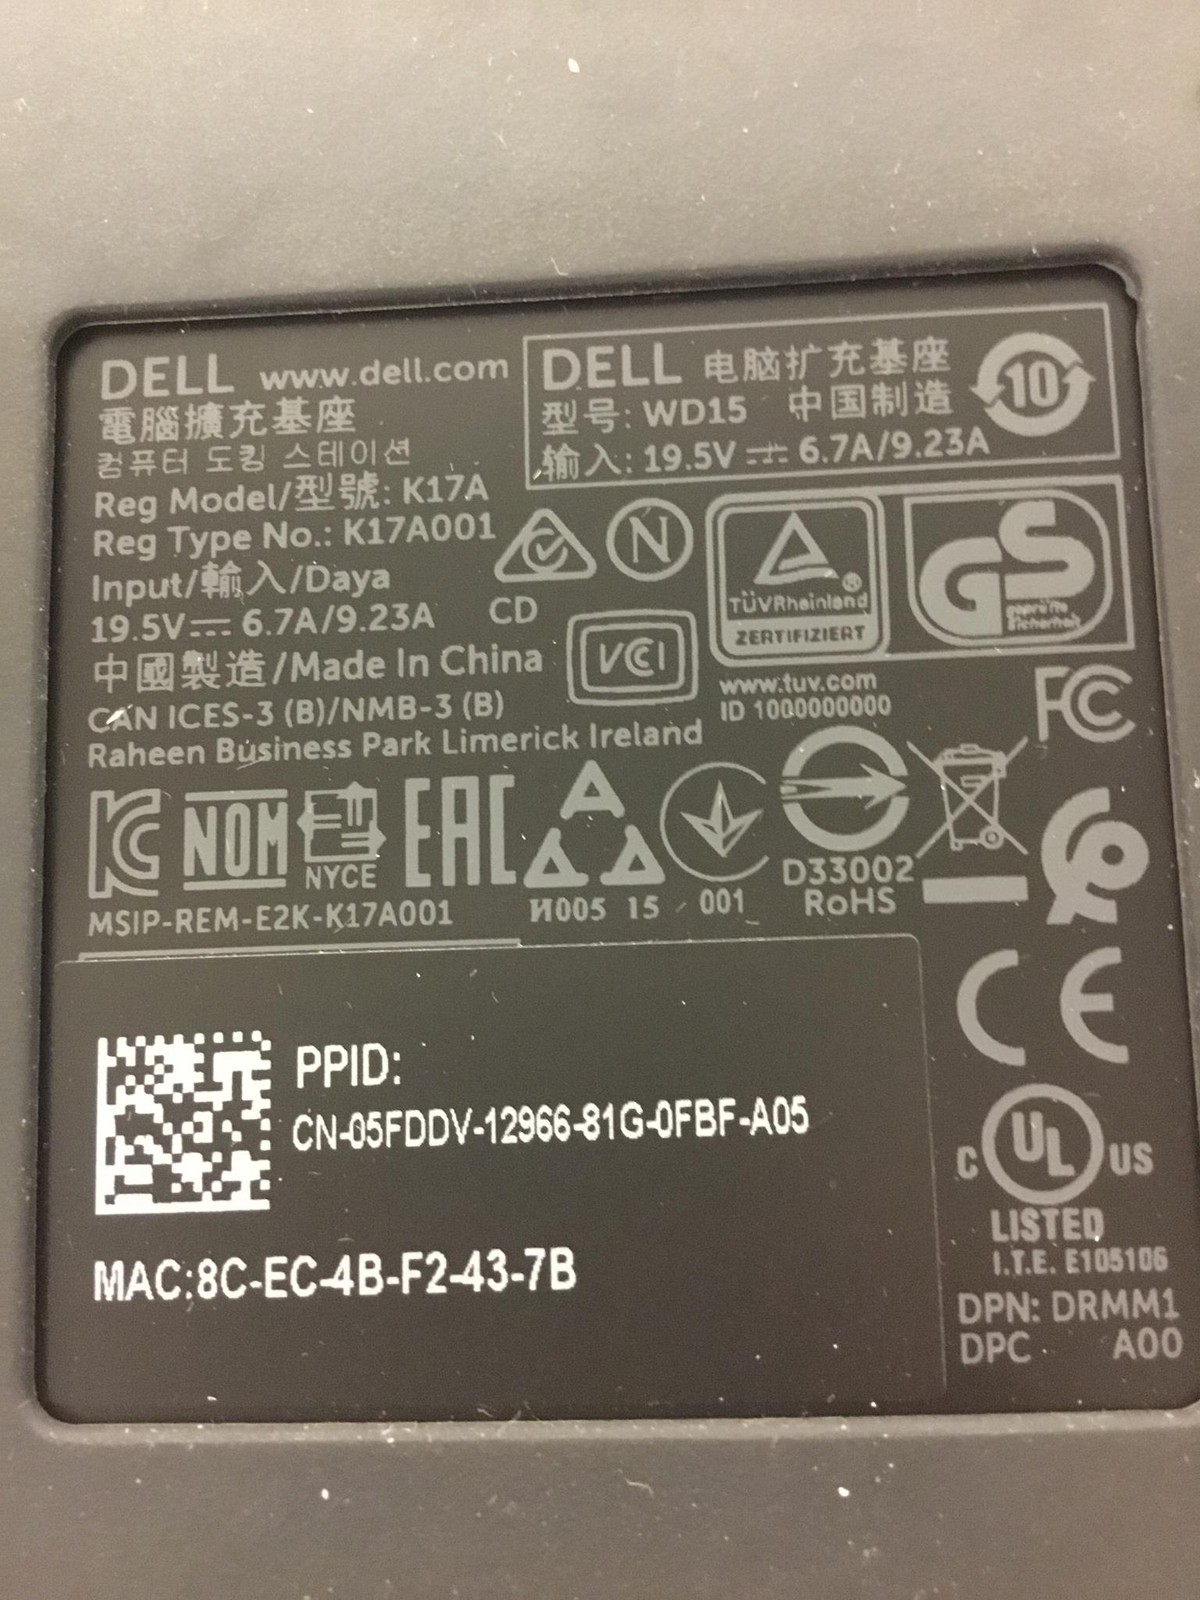 DELL www.dell.com
電腦擴充基座
컴퓨터 도킹 스테이션
Reg Model/型號: K17A
Reg Type No.: K17A001
Input/輸入/Daya
19.5V⎓ 6.7A/9.23A
中國製造/Made In China
CAN ICES-3 (B)/NMB-3 (B)
Raheen Business Park Limerick Ireland
DELL 电脑扩充基座
型号: WD15 中国制造
输入: 19.5V⎓ 6.7A/9.23A
10
CD
N
VCI
TÜVRheinland®
ZERTIFIZIERT
www.tuv.com
ID 1000000000
GS
geprüfte
Sicherheit
FC
KC NOM NYCE EAC
MSIP-REM-E2K-K17A001
И005 15
001
D33002
RoHS
CE
PPID:
CN-05FDDV-12966-81G-0FBF-A05
MAC:8C-EC-4B-F2-43-7B
C UL US
LISTED
I.T.E. E105106
DPN: DRMM1
DPC A00